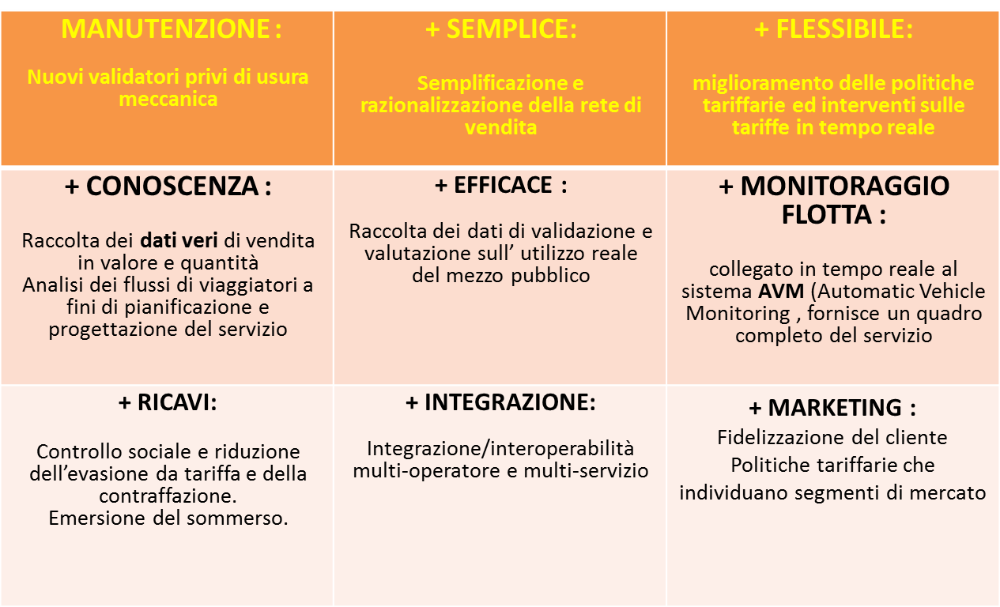 MANUTENZIONE :
Nuovi validatori privi di usura
meccanica
+ SEMPLICE:
Semplificazione e
razionalizzazione della rete di
vendita
+ FLESSIBILE:
miglioramento delle politiche
tariffarie ed interventi sulle
tariffe in tempo reale
+ CONOSCENZA :
Raccolta dei dati veri di vendita
in valore e quantità
Analisi dei flussi di viaggiatori a
fini di pianificazione e
progettazione del servizio
+ EFFICACE :
Raccolta dei dati di validazione e
valutazione sull’ utilizzo reale
del mezzo pubblico
+ MONITORAGGIO
FLOTTA :
collegato in tempo reale al
sistema AVM (Automatic Vehicle
Monitoring , fornisce un quadro
completo del servizio
+ RICAVI:
Controllo sociale e riduzione
dell’evasione da tariffa e della
contraffazione.
Emersione del sommerso.
+ INTEGRAZIONE:
Integrazione/interoperabilità
multi-operatore e multi-servizio
+ MARKETING :
Fidelizzazione del cliente
Politiche tariffarie che
individuano segmenti di mercato